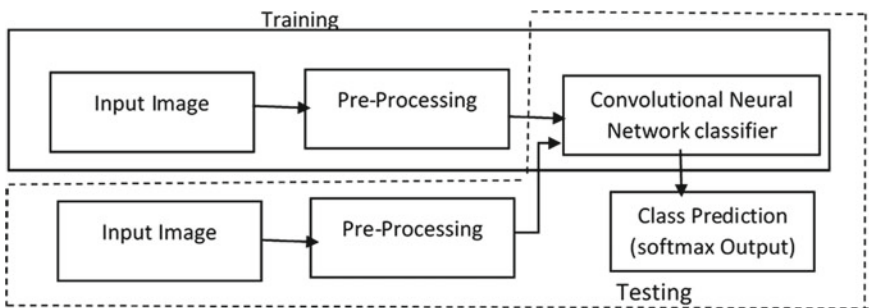 Training
Input Image
Pre-Processing
Convolutional Neural
Network classifier
Input Image
Pre-Processing
Class Prediction
(softmax Output)
Testing